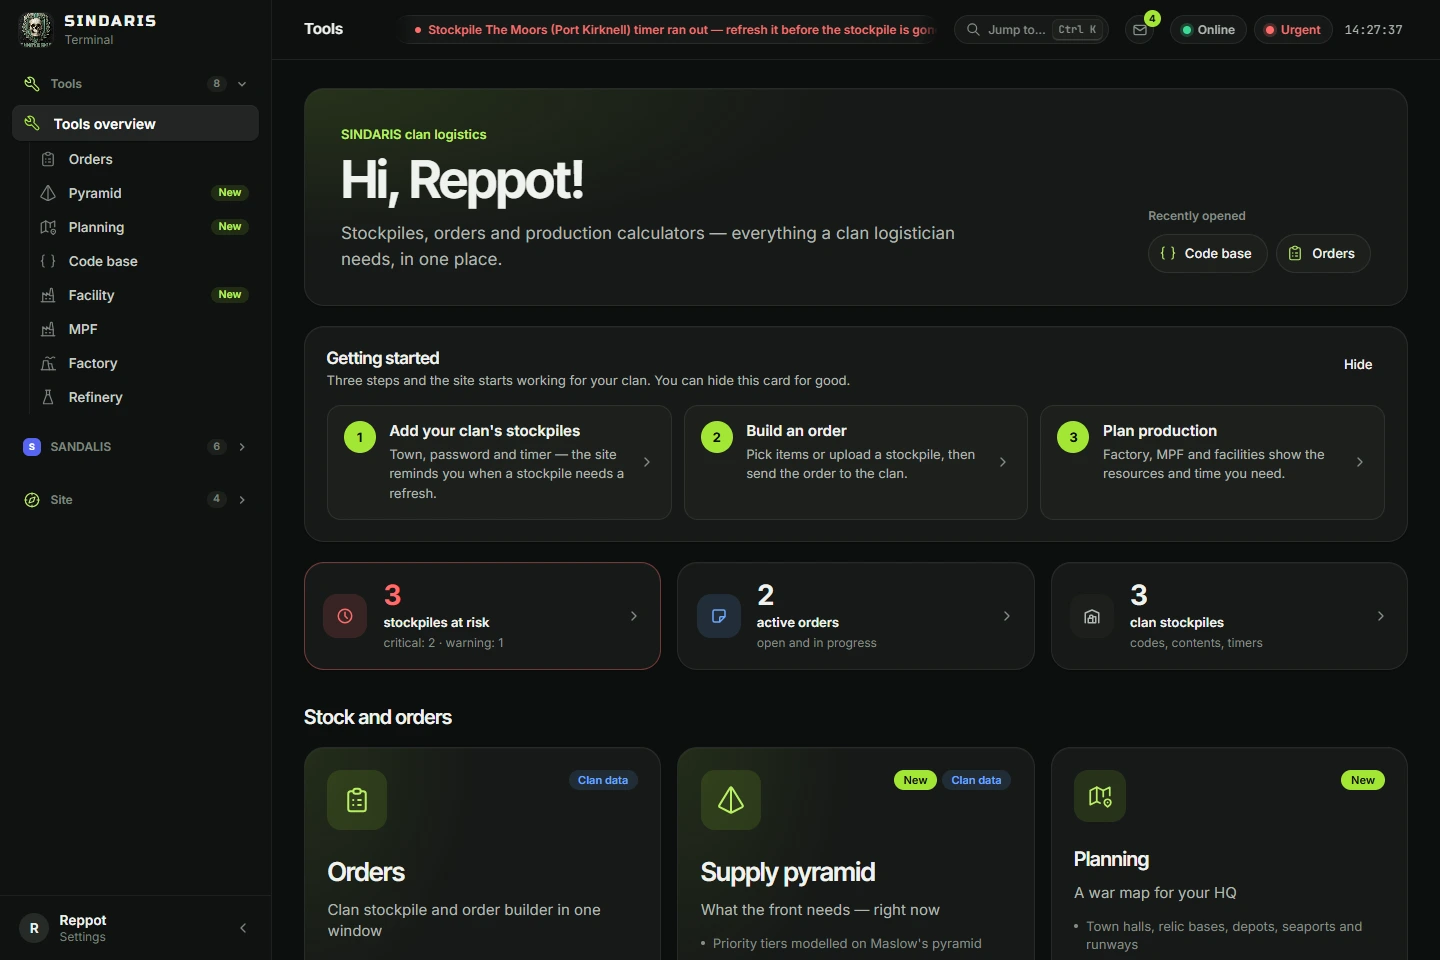 SINDARIS
Terminal
Tools
8
Tools overview
Orders
Pyramid
New
Planning
New
Code base
Facility
New
MPF
Factory
Refinery
S
SANDALIS
6
Site
4
R
Reppot
Settings
Tools
Stockpile The Moors (Port Kirknell) timer ran out — refresh it before the stockpile is gon
Jump to...
Ctrl K
4
Online
Urgent
14:27:37
SINDARIS clan logistics
Hi, Reppot!
Stockpiles, orders and production calculators — everything a clan logistician
needs, in one place.
Recently opened
Code base
Orders
Getting started
Three steps and the site starts working for your clan. You can hide this card for good.
Hide
1
Add your clan's stockpiles
Town, password and timer — the site
reminds you when a stockpile needs a
refresh.
2
Build an order
Pick items or upload a stockpile, then
send the order to the clan.
3
Plan production
Factory, MPF and facilities show the
resources and time you need.
3
stockpiles at risk
critical: 2 · warning: 1
2
active orders
open and in progress
3
clan stockpiles
codes, contents, timers
Stock and orders
Clan data
Orders
Clan stockpile and order builder in one
window
New
Clan data
Supply pyramid
What the front needs — right now
• Priority tiers modelled on Maslow's pyramid
New
Planning
A war map for your HQ
• Town halls, relic bases, depots, seaports and
runways